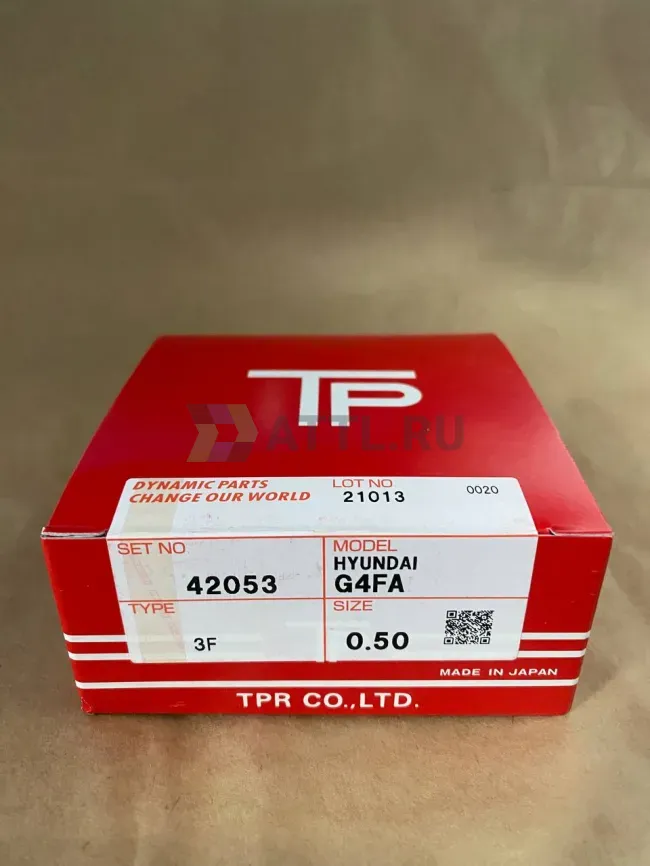 TP
ATTL.RU
DYNAMIC PARTS
CHANGE OUR WORLD
LOT NO
21013
0020
SET NO
42053
MODEL
HYUNDAI
G4FA
TYPE
3F
SIZE
0.50
MADE IN JAPAN
TPR CO.,LTD.